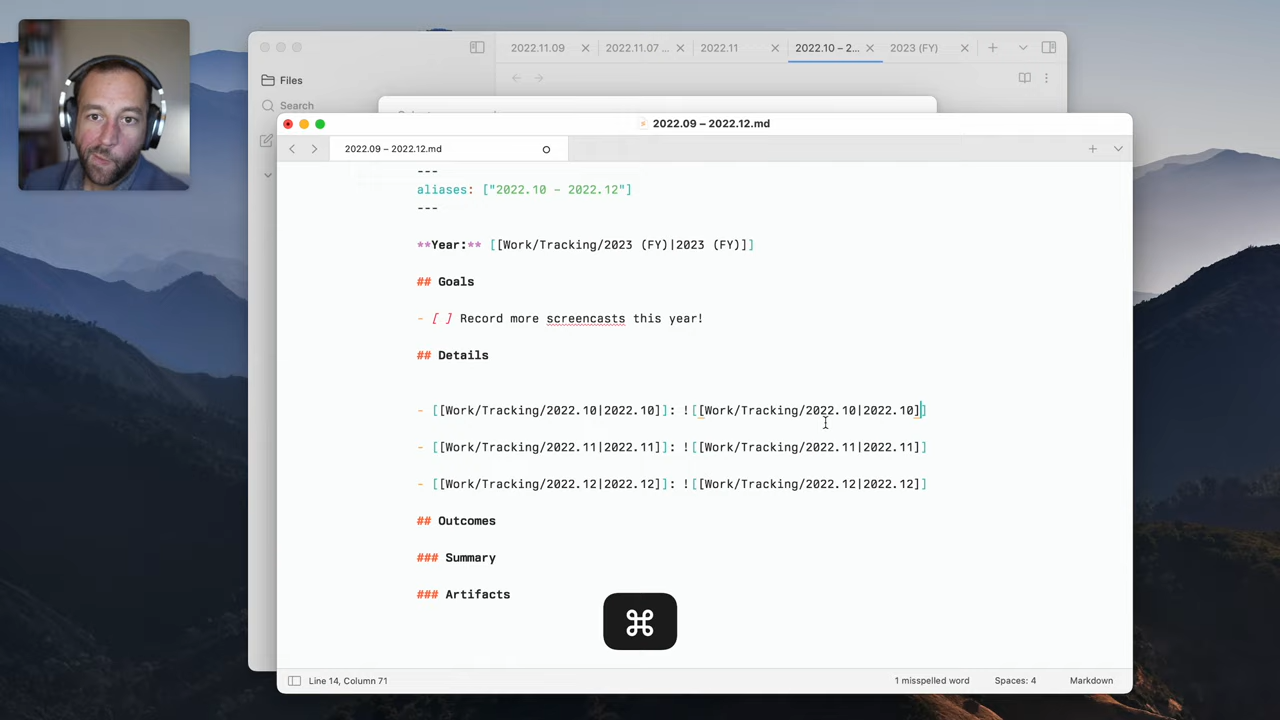 2022.11.09
2022.11.07 ...
2022.11
2022.10 – 2...
2023 (FY)
Files
Search
2022.09 – 2022.12.md
2022.09 – 2022.12.md
---
aliases: ["2022.10 - 2022.12"]
---
**Year:** [[Work/Tracking/2023 (FY)|2023 (FY)]]
## Goals
- [ ] Record more screencasts this year!
## Details
- [[Work/Tracking/2022.10|2022.10]]: ![[Work/Tracking/2022.10|2022.10]]
- [[Work/Tracking/2022.11|2022.11]]: ![[Work/Tracking/2022.11|2022.11]]
- [[Work/Tracking/2022.12|2022.12]]: ![[Work/Tracking/2022.12|2022.12]]
## Outcomes
### Summary
### Artifacts
⌘
Line 14, Column 71
1 misspelled word
Spaces: 4
Markdown